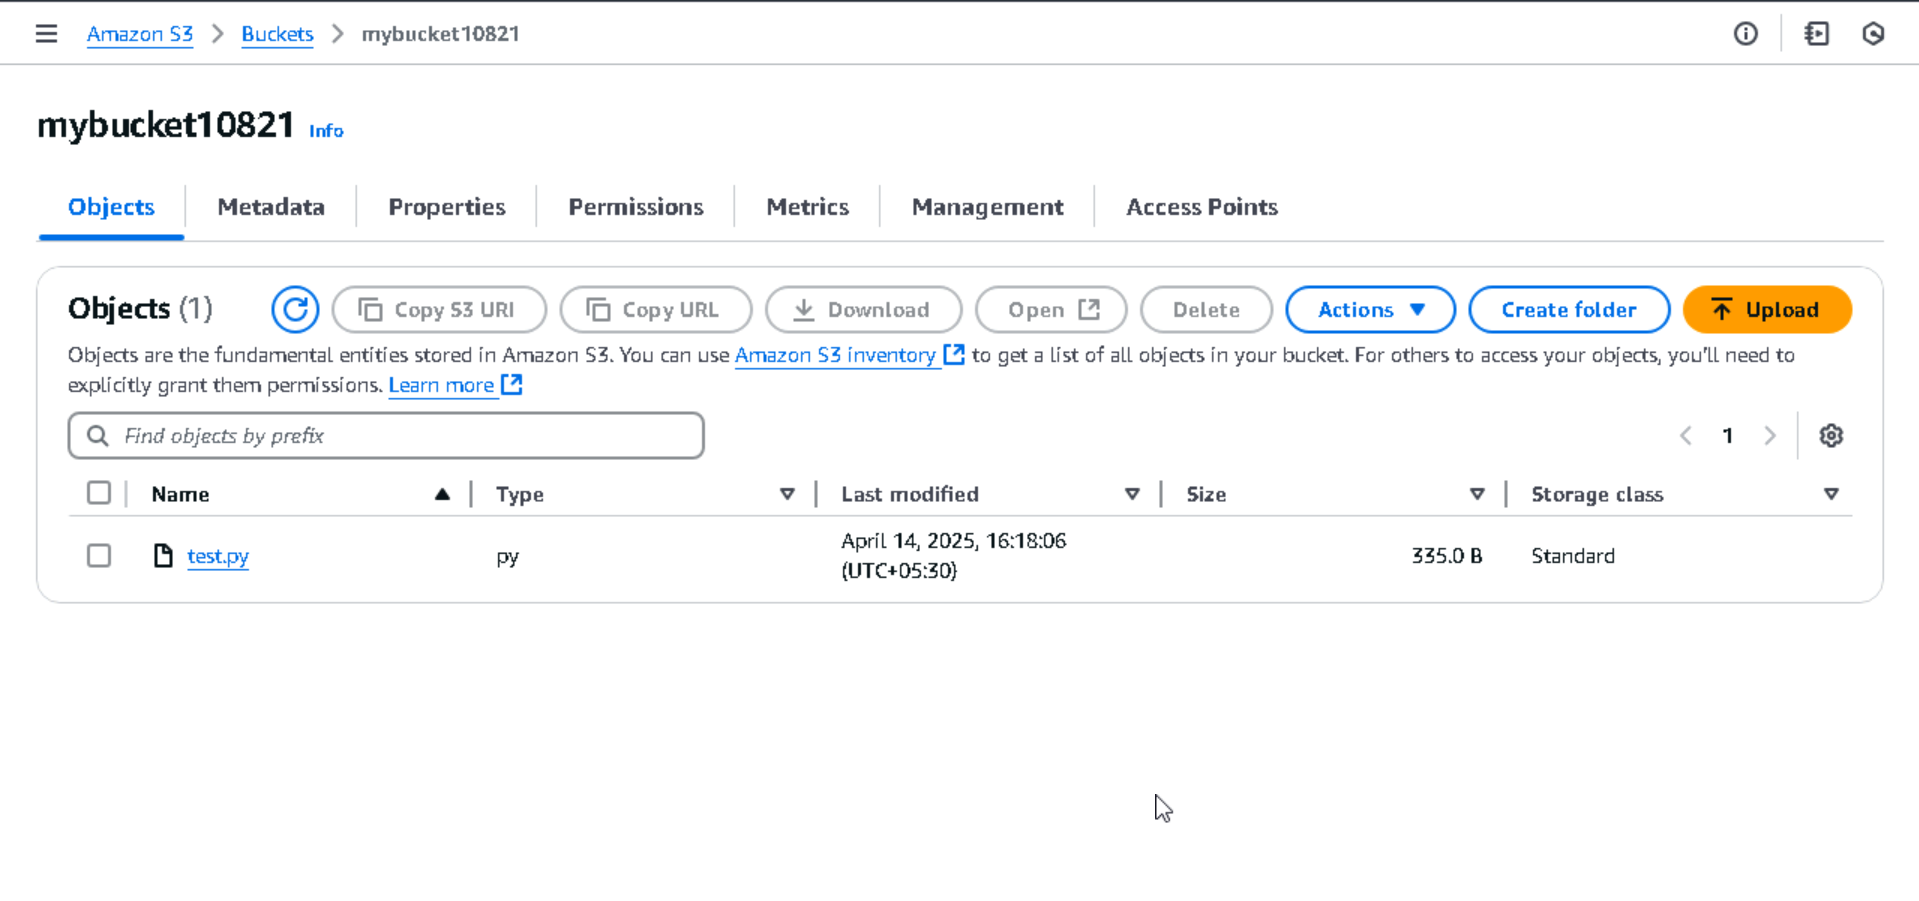 Amazon S3 > Buckets > mybucket10821
mybucket10821 Info
Objects Metadata Properties Permissions Metrics Management Access Points
Objects (1) Copy S3 URI Copy URL Download Open Delete Actions Create folder Upload
Objects are the fundamental entities stored in Amazon S3. You can use Amazon S3 inventory to get a list of all objects in your bucket. For others to access your objects, you'll need to
explicitly grant them permissions. Learn more
Find objects by prefix 1
Name Type Last modified Size Storage class
test.py py April 14, 2025, 16:18:06 335.0 B Standard
(UTC+05:30)